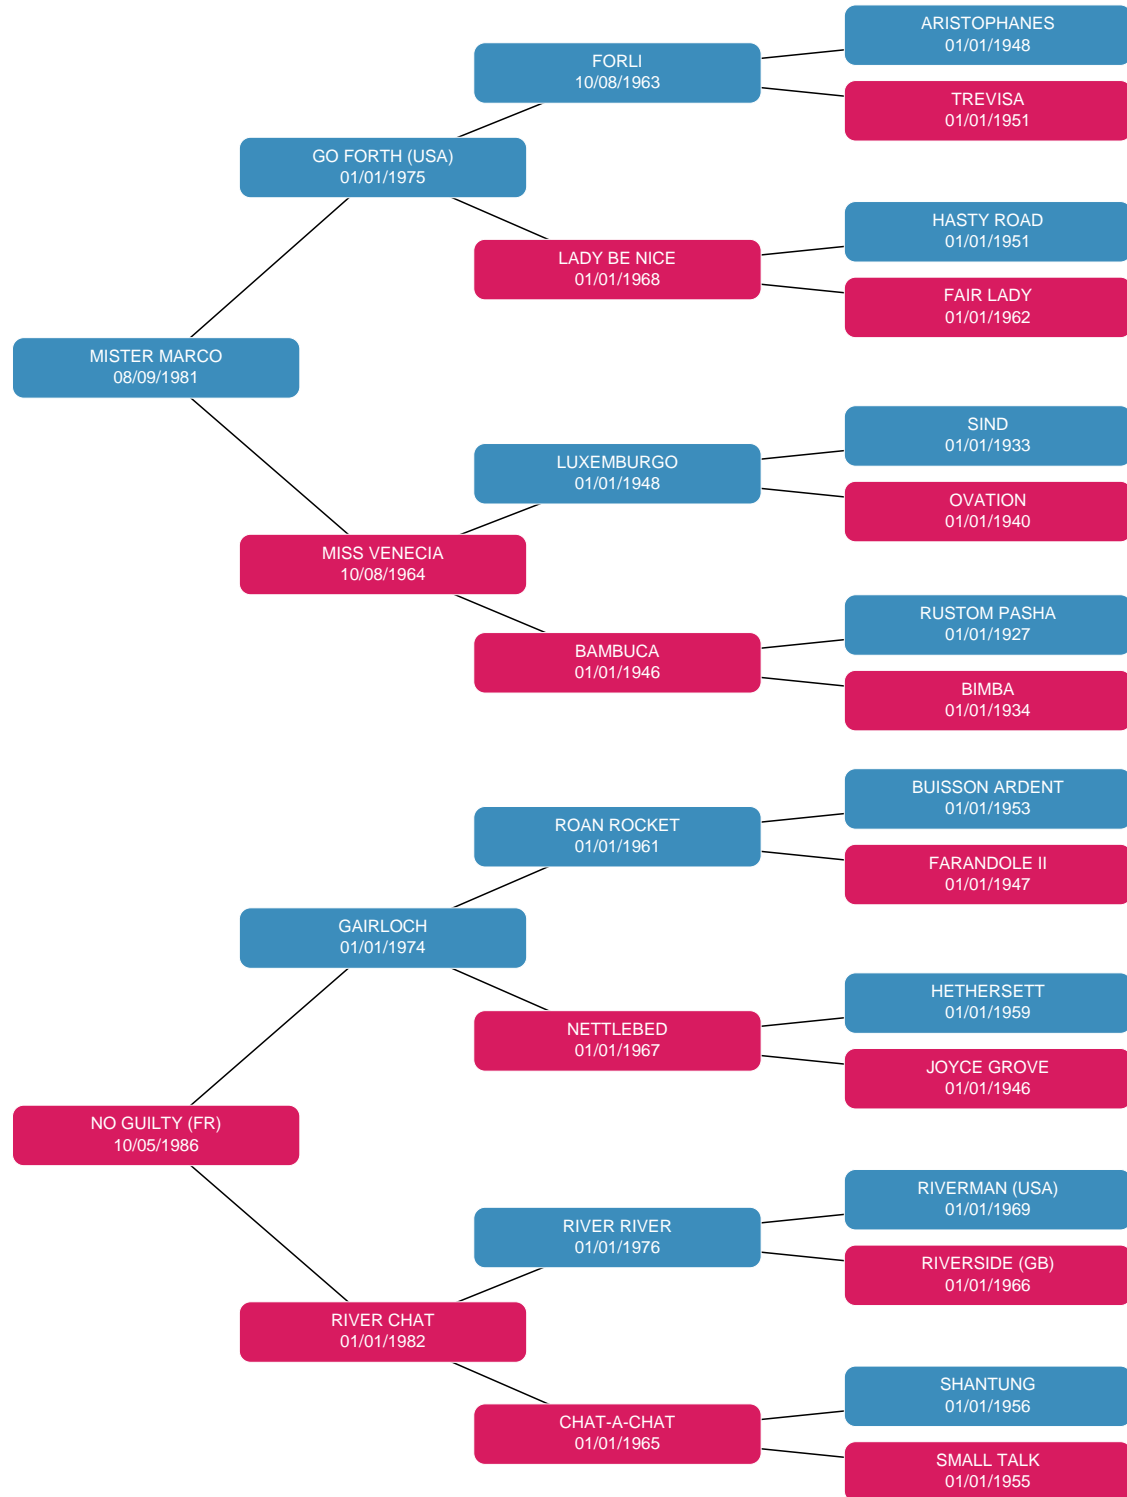 ARISTOPHANES
01/01/1948
FORLI
10/08/1963
TREVISA
01/01/1951
GO FORTH (USA)
01/01/1975
HASTY ROAD
01/01/1951
LADY BE NICE
01/01/1968
FAIR LADY
01/01/1962
MISTER MARCO
08/09/1981
SIND
01/01/1933
LUXEMBURGO
01/01/1948
OVATION
01/01/1940
MISS VENECIA
10/08/1964
RUSTOM PASHA
01/01/1927
BAMBUCA
01/01/1946
BIMBA
01/01/1934
BUISSON ARDENT
01/01/1953
ROAN ROCKET
01/01/1961
FARANDOLE II
01/01/1947
GAIRLOCH
01/01/1974
HETHERSETT
01/01/1959
NETTLEBED
01/01/1967
JOYCE GROVE
01/01/1946
NO GUILTY (FR)
10/05/1986
RIVERMAN (USA)
01/01/1969
RIVER RIVER
01/01/1976
RIVERSIDE (GB)
01/01/1966
RIVER CHAT
01/01/1982
SHANTUNG
01/01/1956
CHAT-A-CHAT
01/01/1965
SMALL TALK
01/01/1955